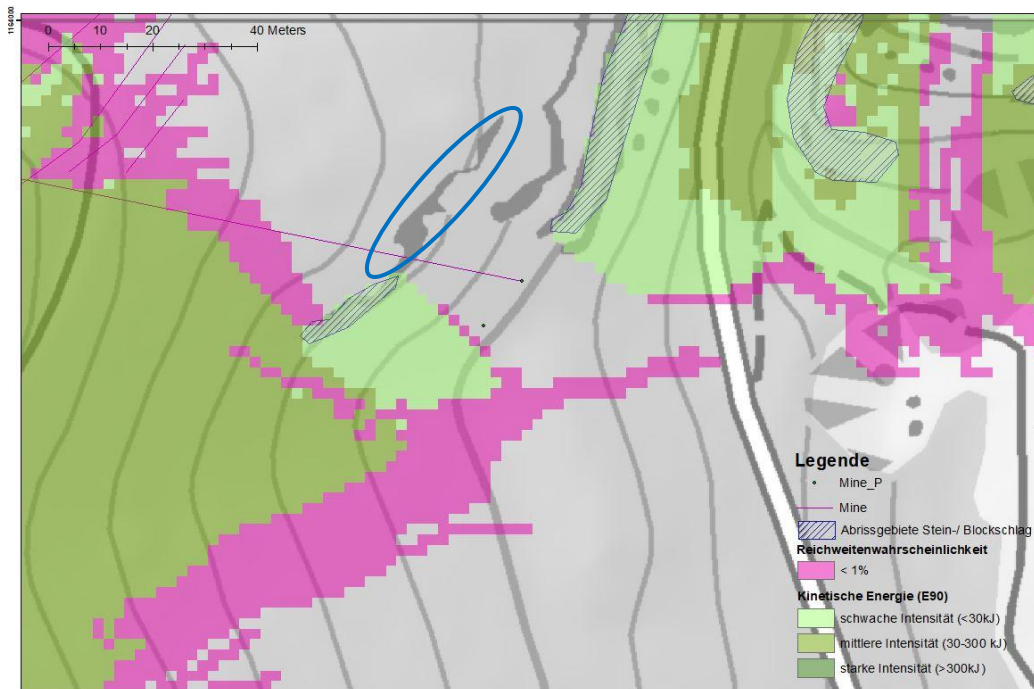 1164000
0 10 20 40 Meters
Legende
Mine_P
Mine
Abrissgebiete Stein-/ Blockschlag
Reichweitenwahrscheinlichkeit
< 1%
Kinetische Energie (E90)
schwache Intensität (<30kJ)
mittlere Intensität (30-300 kJ)
starke Intensität (>300kJ)